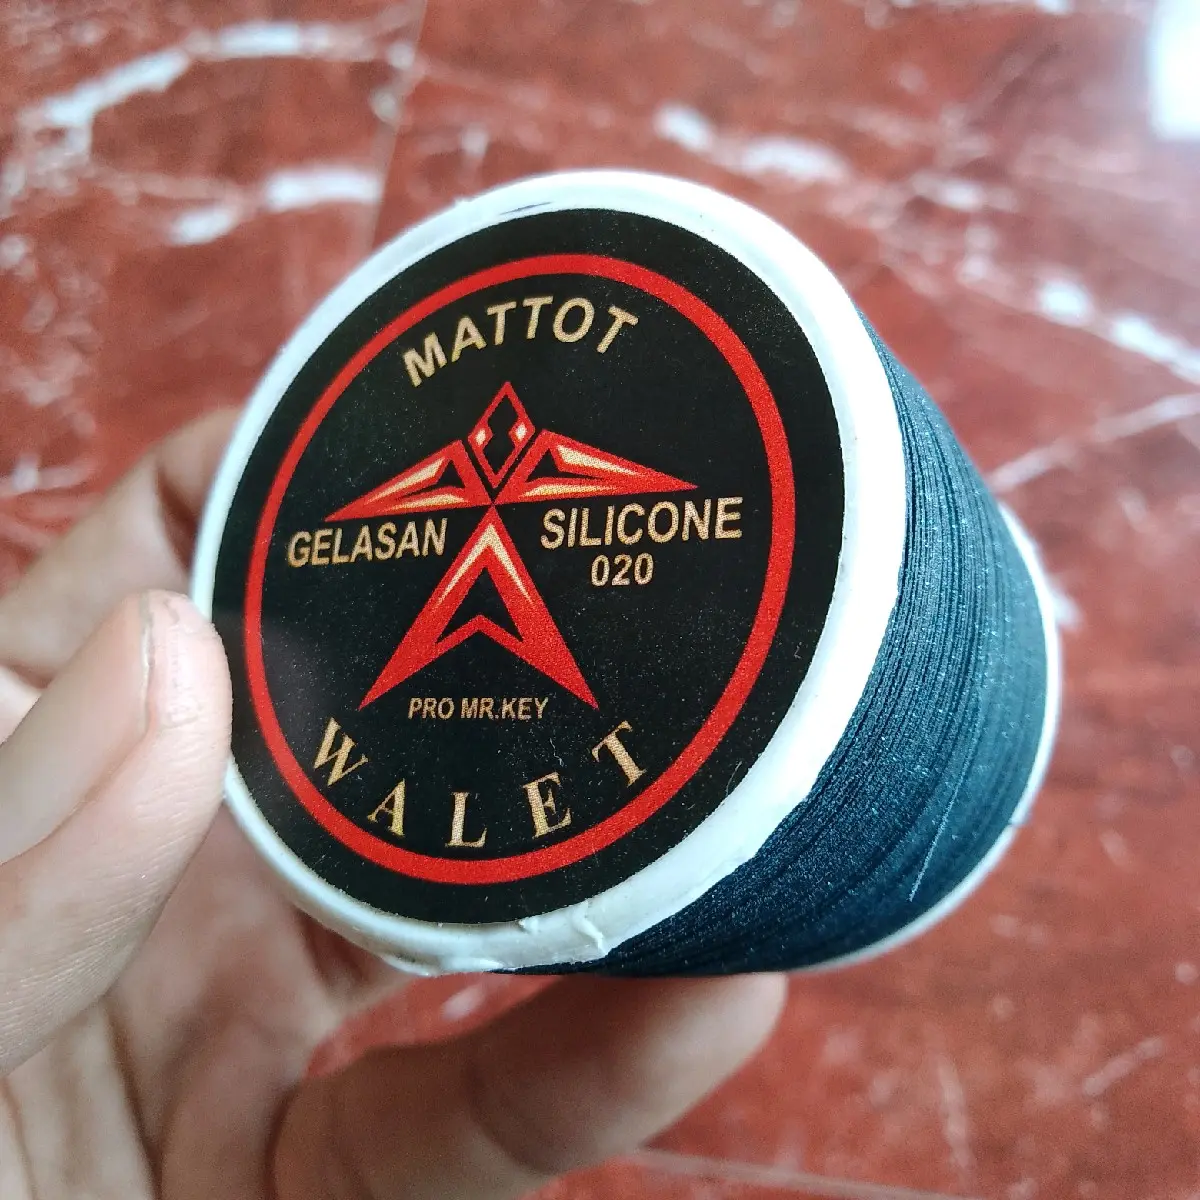 MATTOT
GELASAN
SILICONE
020
PRO MR.KEY
WALET